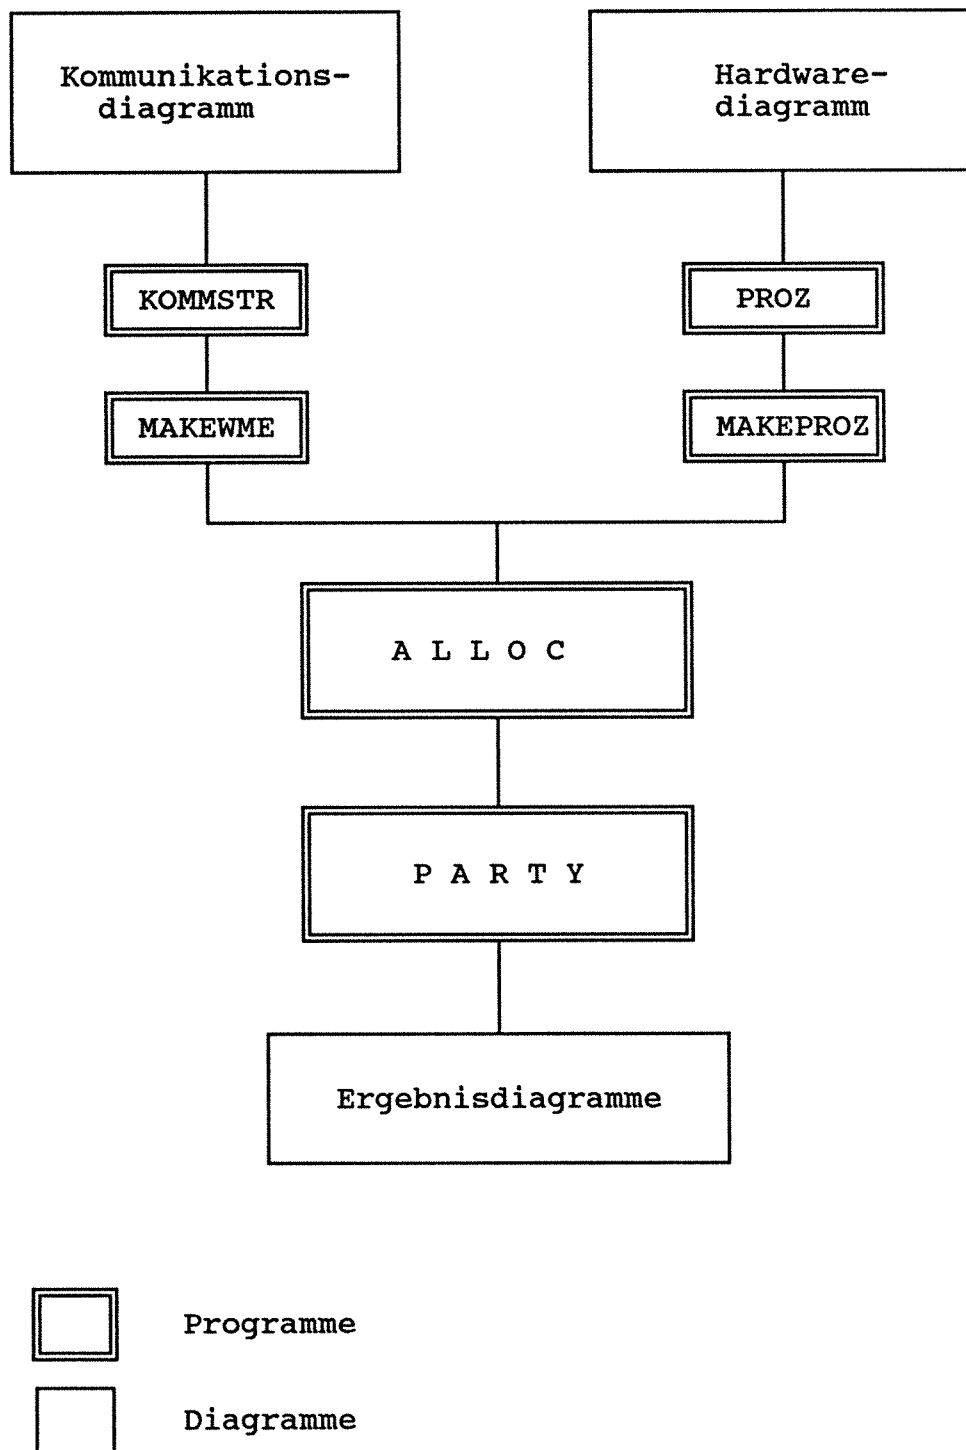 Kommunikations-
diagramm
Hardware-
diagramm
KOMMSTR
PROZ
MAKEWME
MAKEPROZ
A L L O C
P A R T Y
Ergebnisdiagramme
Programme
Diagramme